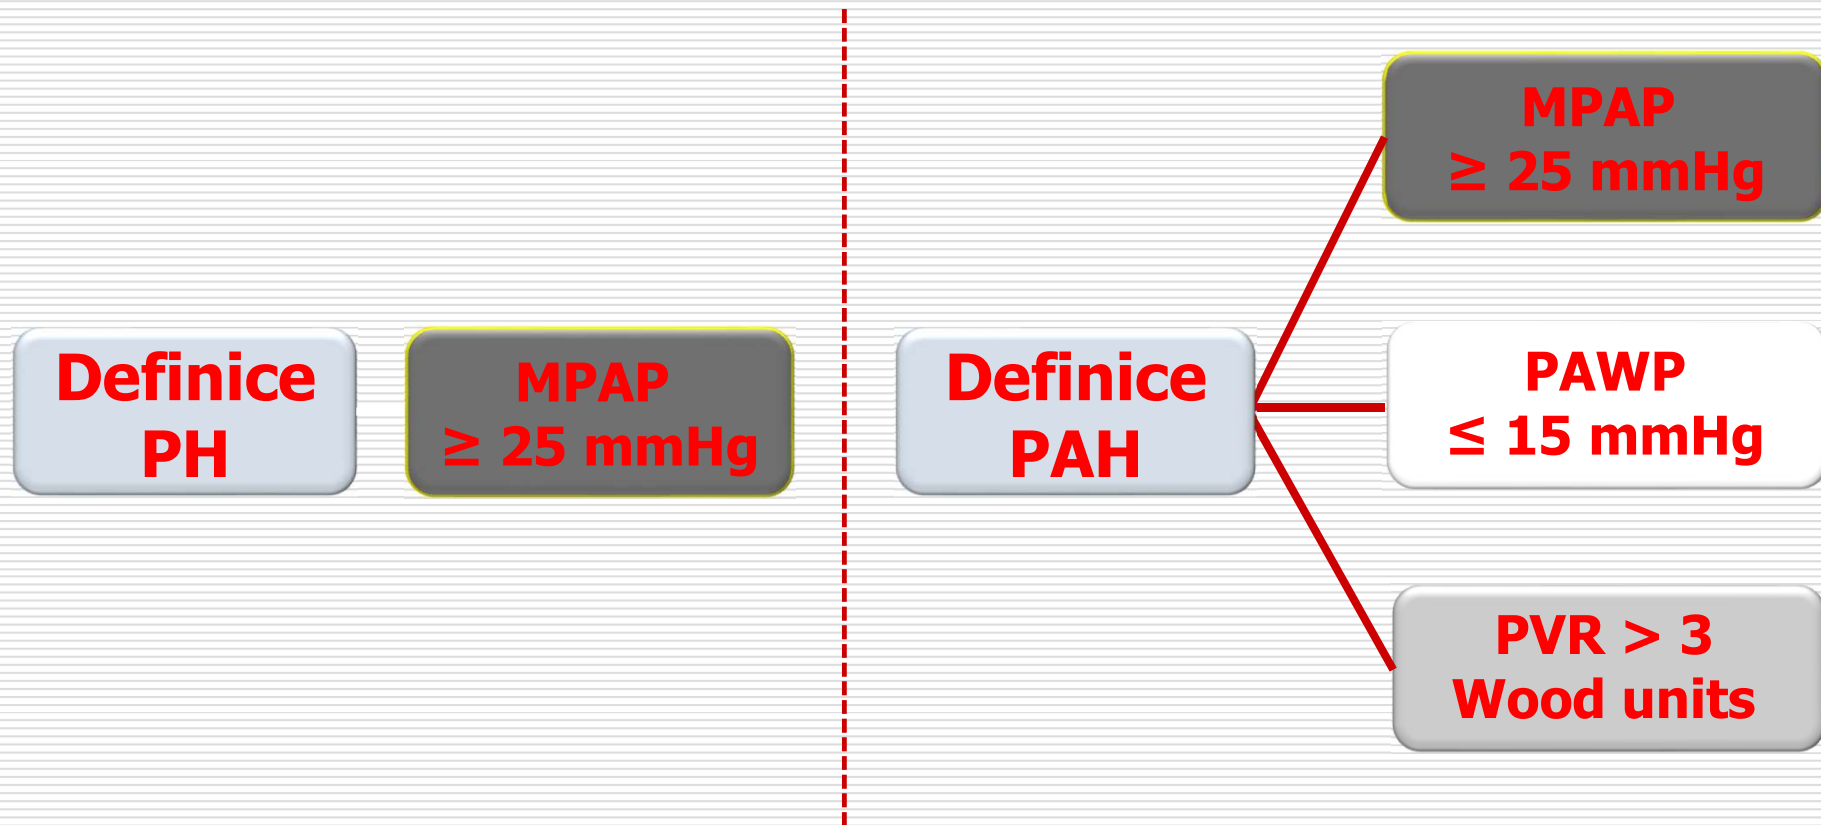 Definice
PH
MPAP
≥ 25 mmHg
Definice
PAH
MPAP
≥ 25 mmHg
PAWP
≤ 15 mmHg
PVR > 3
Wood units